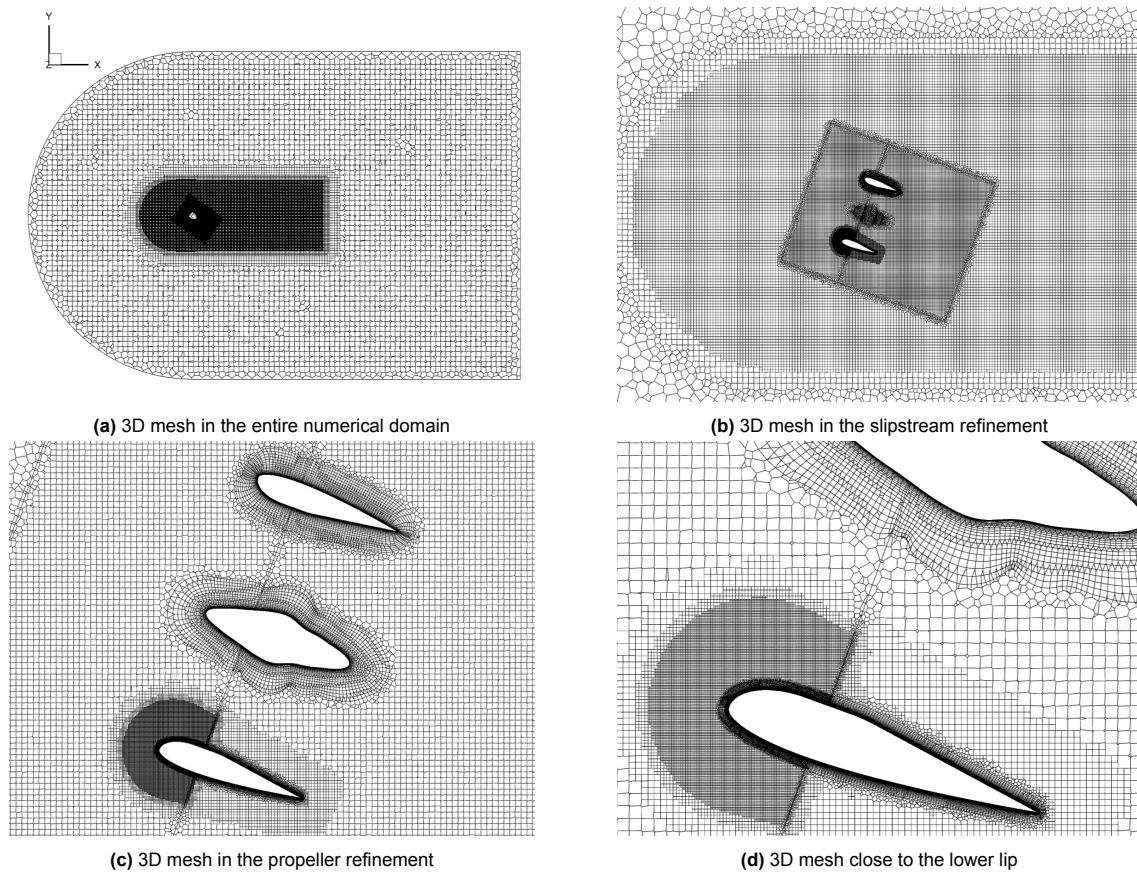 Y
Z X
(a) 3D mesh in the entire numerical domain
(b) 3D mesh in the slipstream refinement
(c) 3D mesh in the propeller refinement
(d) 3D mesh close to the lower lip